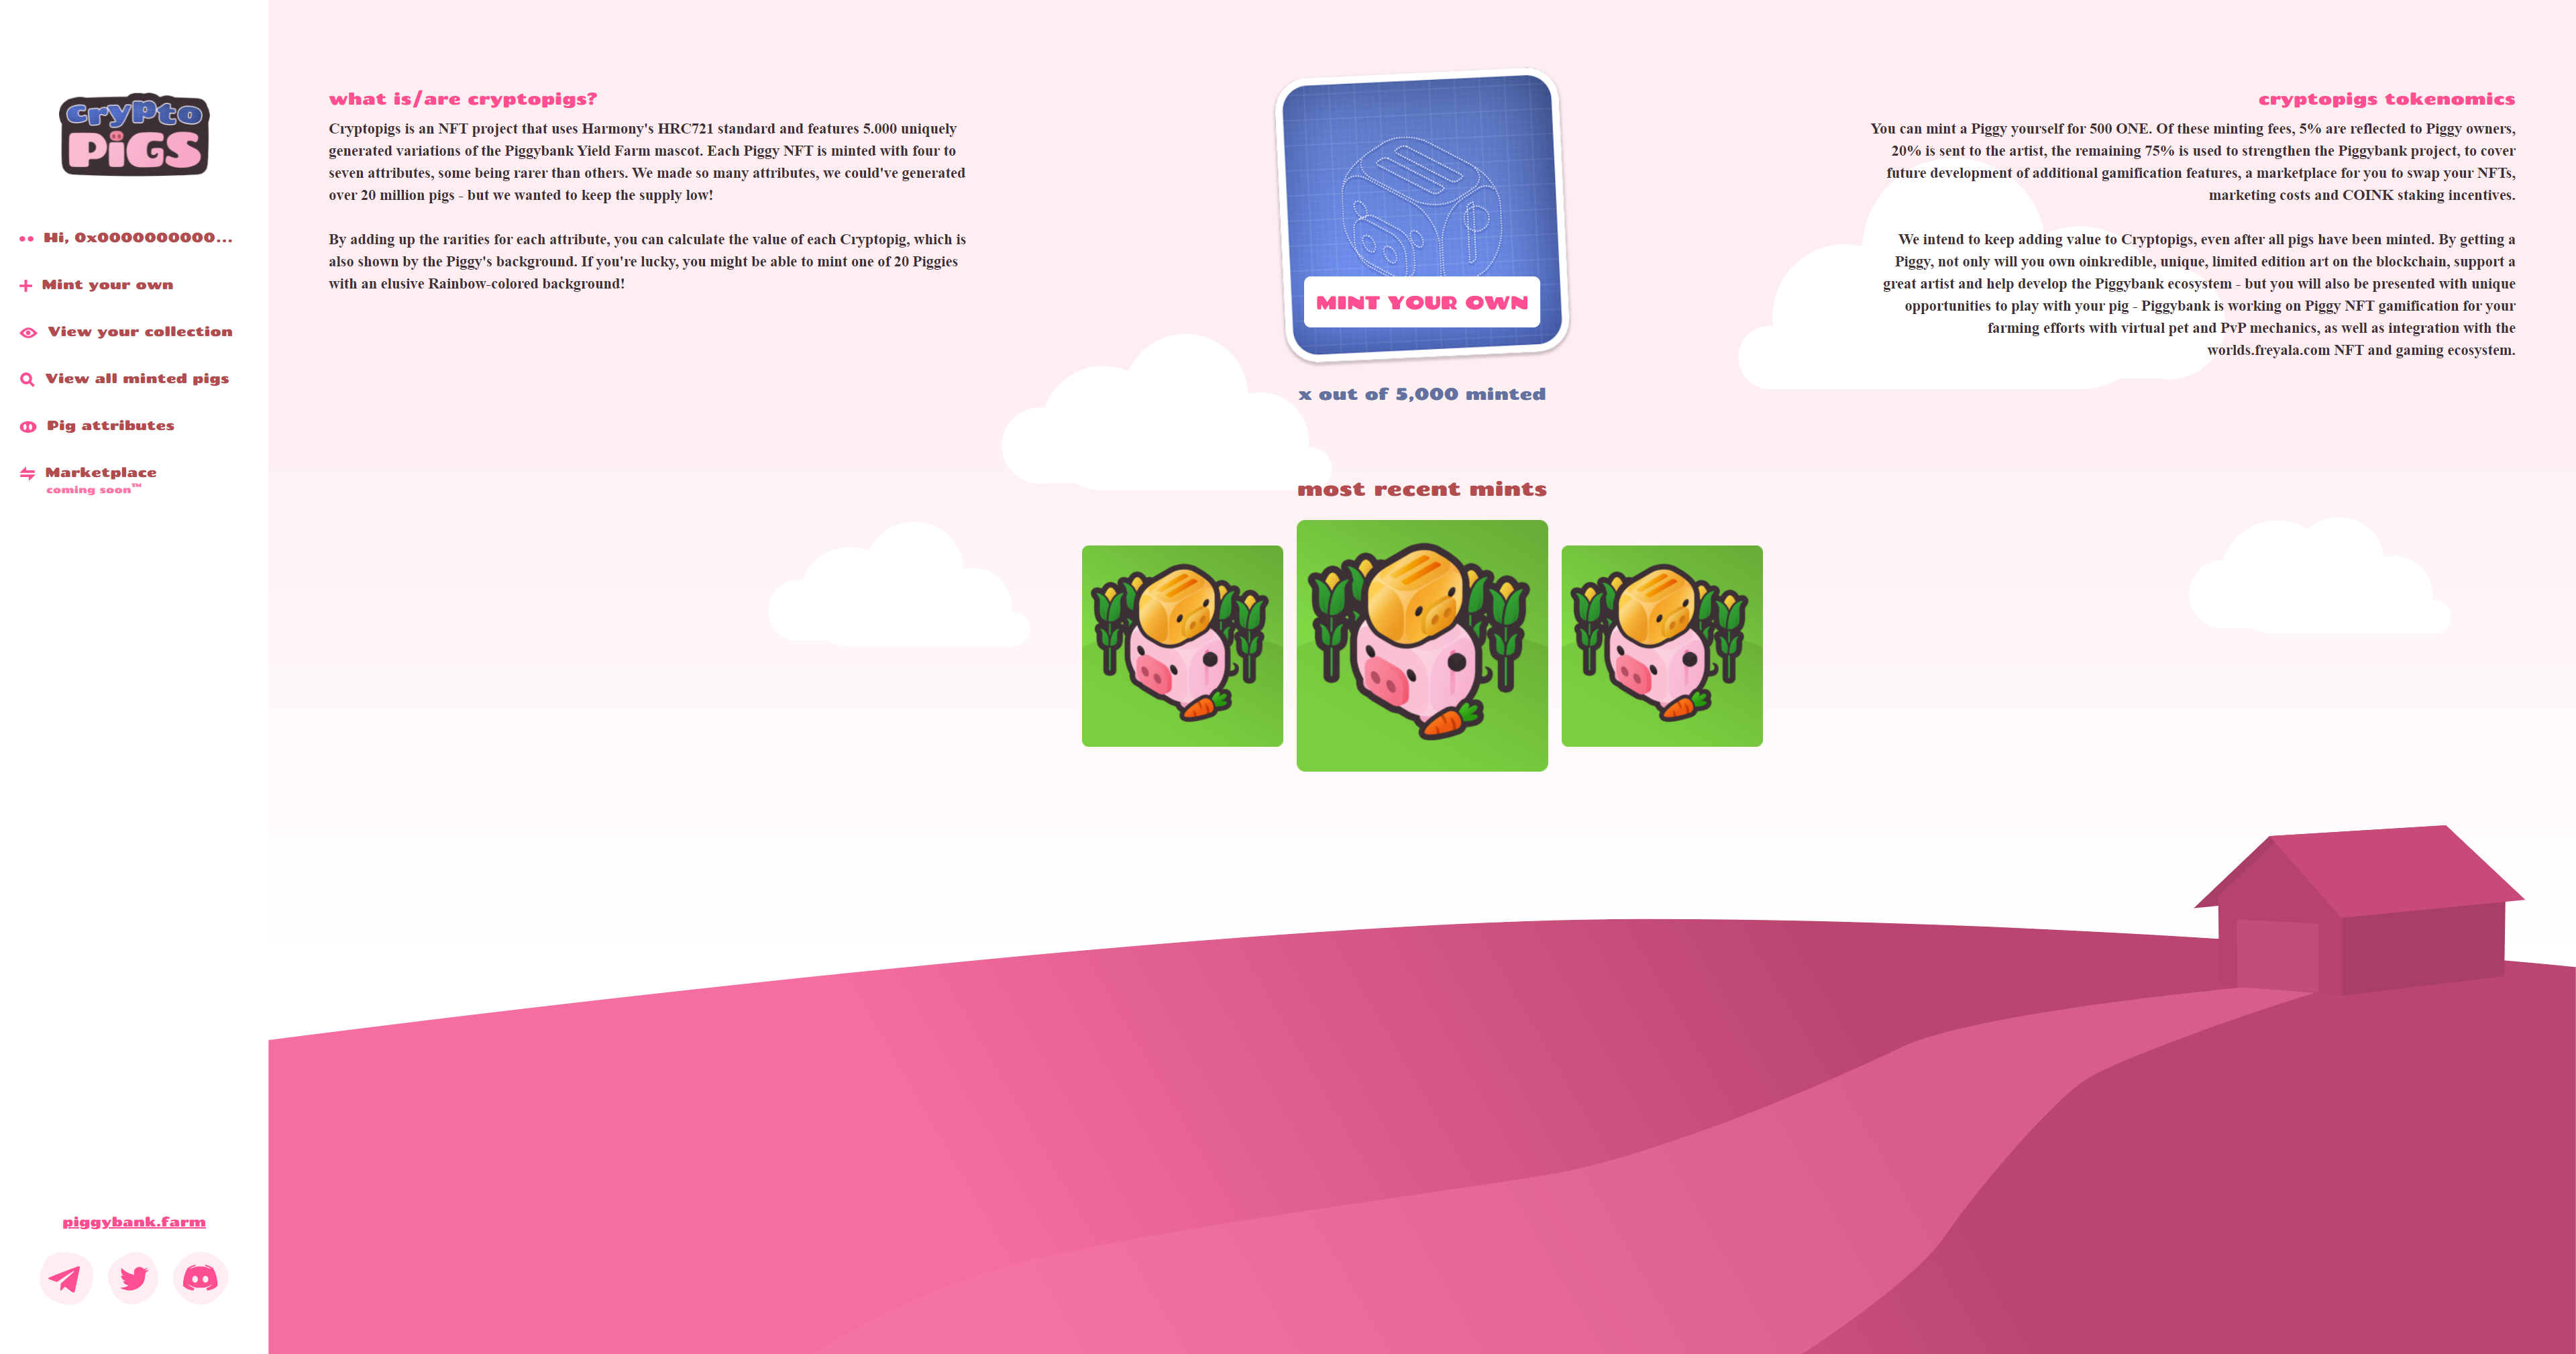 crypto
PiGS
Hi, 0x0000000000...
Mint your own
View your collection
View all minted pigs
Pig attributes
Marketplace
coming soon™
piggybank.farm
what is/are cryptopigs?
Cryptopigs is an NFT project that uses Harmony's HRC721 standard and features 5.000 uniquely
generated variations of the Piggybank Yield Farm mascot. Each Piggy NFT is minted with four to
seven attributes, some being rarer than others. We made so many attributes, we could've generated
over 20 million pigs - but we wanted to keep the supply low!
By adding up the rarities for each attribute, you can calculate the value of each Cryptopig, which is
also shown by the Piggy's background. If you're lucky, you might be able to mint one of 20 Piggies
with an elusive Rainbow-colored background!
MINT YOUR OWN
x out of 5,000 minted
most recent mints
cryptopigs tokenomics
You can mint a Piggy yourself for 500 ONE. Of these minting fees, 5% are reflected to Piggy owners,
20% is sent to the artist, the remaining 75% is used to strengthen the Piggybank project, to cover
future development of additional gamification features, a marketplace for you to swap your NFTs,
marketing costs and COINK staking incentives.
We intend to keep adding value to Cryptopigs, even after all pigs have been minted. By getting a
Piggy, not only will you own oinkredible, unique, limited edition art on the blockchain, support a
great artist and help develop the Piggybank ecosystem - but you will also be presented with unique
opportunities to play with your pig - Piggybank is working on Piggy NFT gamification for your
farming efforts with virtual pet and PvP mechanics, as well as integration with the
worlds.freyala.com NFT and gaming ecosystem.